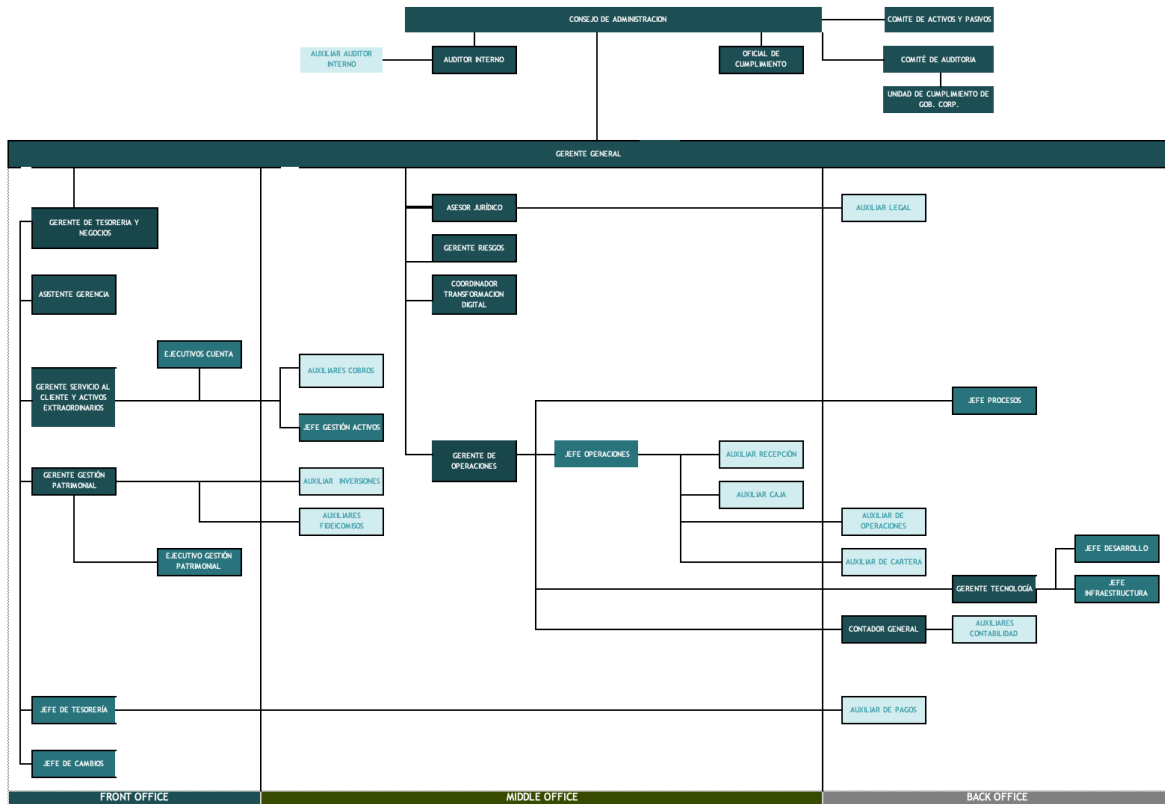 CONSEJO DE ADMINISTRACION
COMITE DE ACTIVOS Y PASIVOS
AUXILIAR AUDITOR
INTERNO
AUDITOR INTERNO
OFICIAL DE
CUMPLIMIENTO
COMITÉ DE AUDITORIA
UNIDAD DE CUMPLIMIENTO DE
GOB. CORP.
GERENTE GENERAL
GERENTE DE TESORERIA Y
NEGOCIOS
ASESOR JURÍDICO
AUXILIAR LEGAL
GERENTE RIESGOS
ASISTENTE GERENCIA
COORDINADOR
TRANSFORMACION
DIGITAL
EJECUTIVOS CUENTA
GERENTE SERVICIO AL
CLIENTE Y ACTIVOS
EXTRAORDINARIOS
AUXILIARES COBROS
JEFE GESTIÓN ACTIVOS
JEFE PROCESOS
GERENTE DE
OPERACIONES
JEFE OPERACIONES
AUXILIAR RECEPCIÓN
GERENTE GESTIÓN
PATRIMONIAL
AUXILIAR INVERSIONES
AUXILIAR CAJA
AUXILIARES
FIDEICOMISOS
AUXILIAR DE
OPERACIONES
EJECUTIVO GESTIÓN
PATRIMONIAL
AUXILIAR DE CARTERA
JEFE DESARROLLO
GERENTE TECNOLOGÍA
JEFE
INFRAESTRUCTURA
CONTADOR GENERAL
AUXILIARES
CONTABILIDAD
JEFE DE TESORERÍA
AUXILIAR DE PAGOS
JEFE DE CAMBIOS
FRONT OFFICE
MIDDLE OFFICE
BACK OFFICE